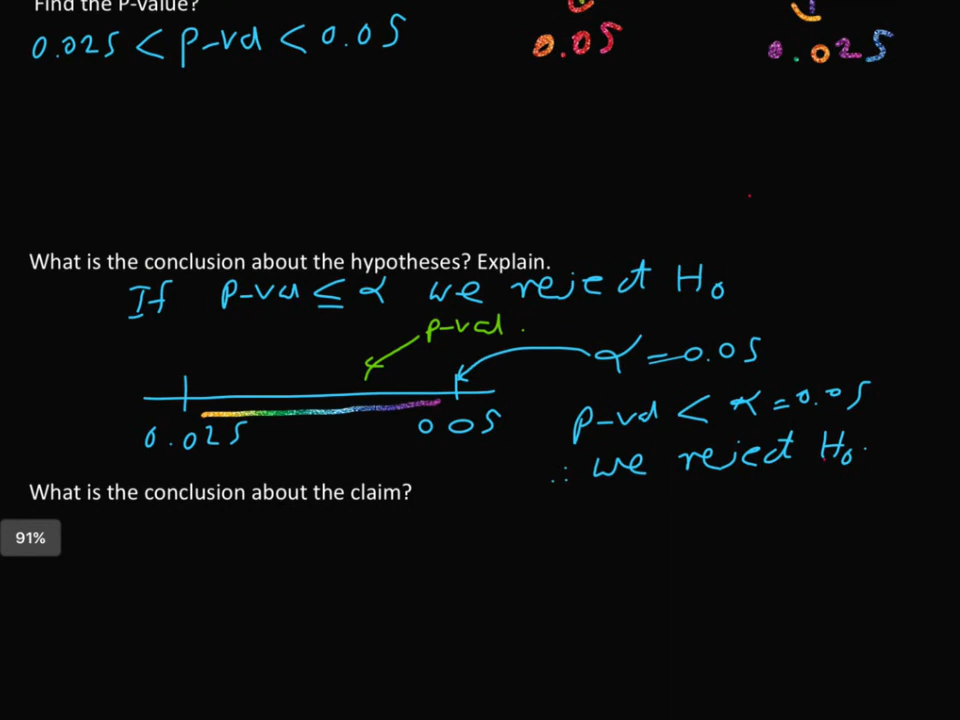 Find the P-value?
0.025 < p-val < 0.05
0.05
0.025
What is the conclusion about the hypotheses? Explain.
If p-val ≤ α we reject H₀
p-val.
α = 0.05
0.025
0 05
p-val < α = 0.05
∴ we reject H₀.
What is the conclusion about the claim?
91%